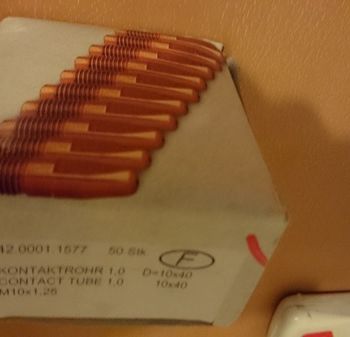 42.0001.1577 50 Stk F
KONTAKTROHR 1,0 D=10x40
CONTACT TUBE 1,0 10x40
M10x1,25